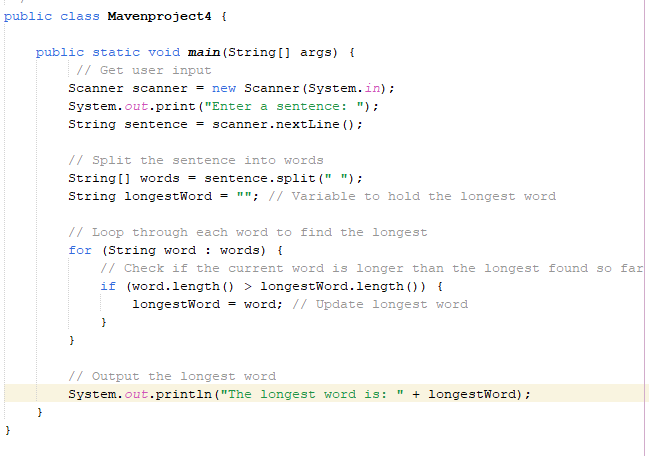 public class Mavenproject4 {
public static void main(String[] args) {
// Get user input
Scanner scanner = new Scanner(System.in);
System.out.print("Enter a sentence: ");
String sentence = scanner.nextLine();
// Split the sentence into words
String[] words = sentence.split(" ");
String longestWord = ""; // Variable to hold the longest word
// Loop through each word to find the longest
for (String word : words) {
// Check if the current word is longer than the longest found so far
if (word.length() > longestWord.length()) {
longestWord = word; // Update longest word
}
}
// Output the longest word
System.out.println("The longest word is: " + longestWord);
}
}